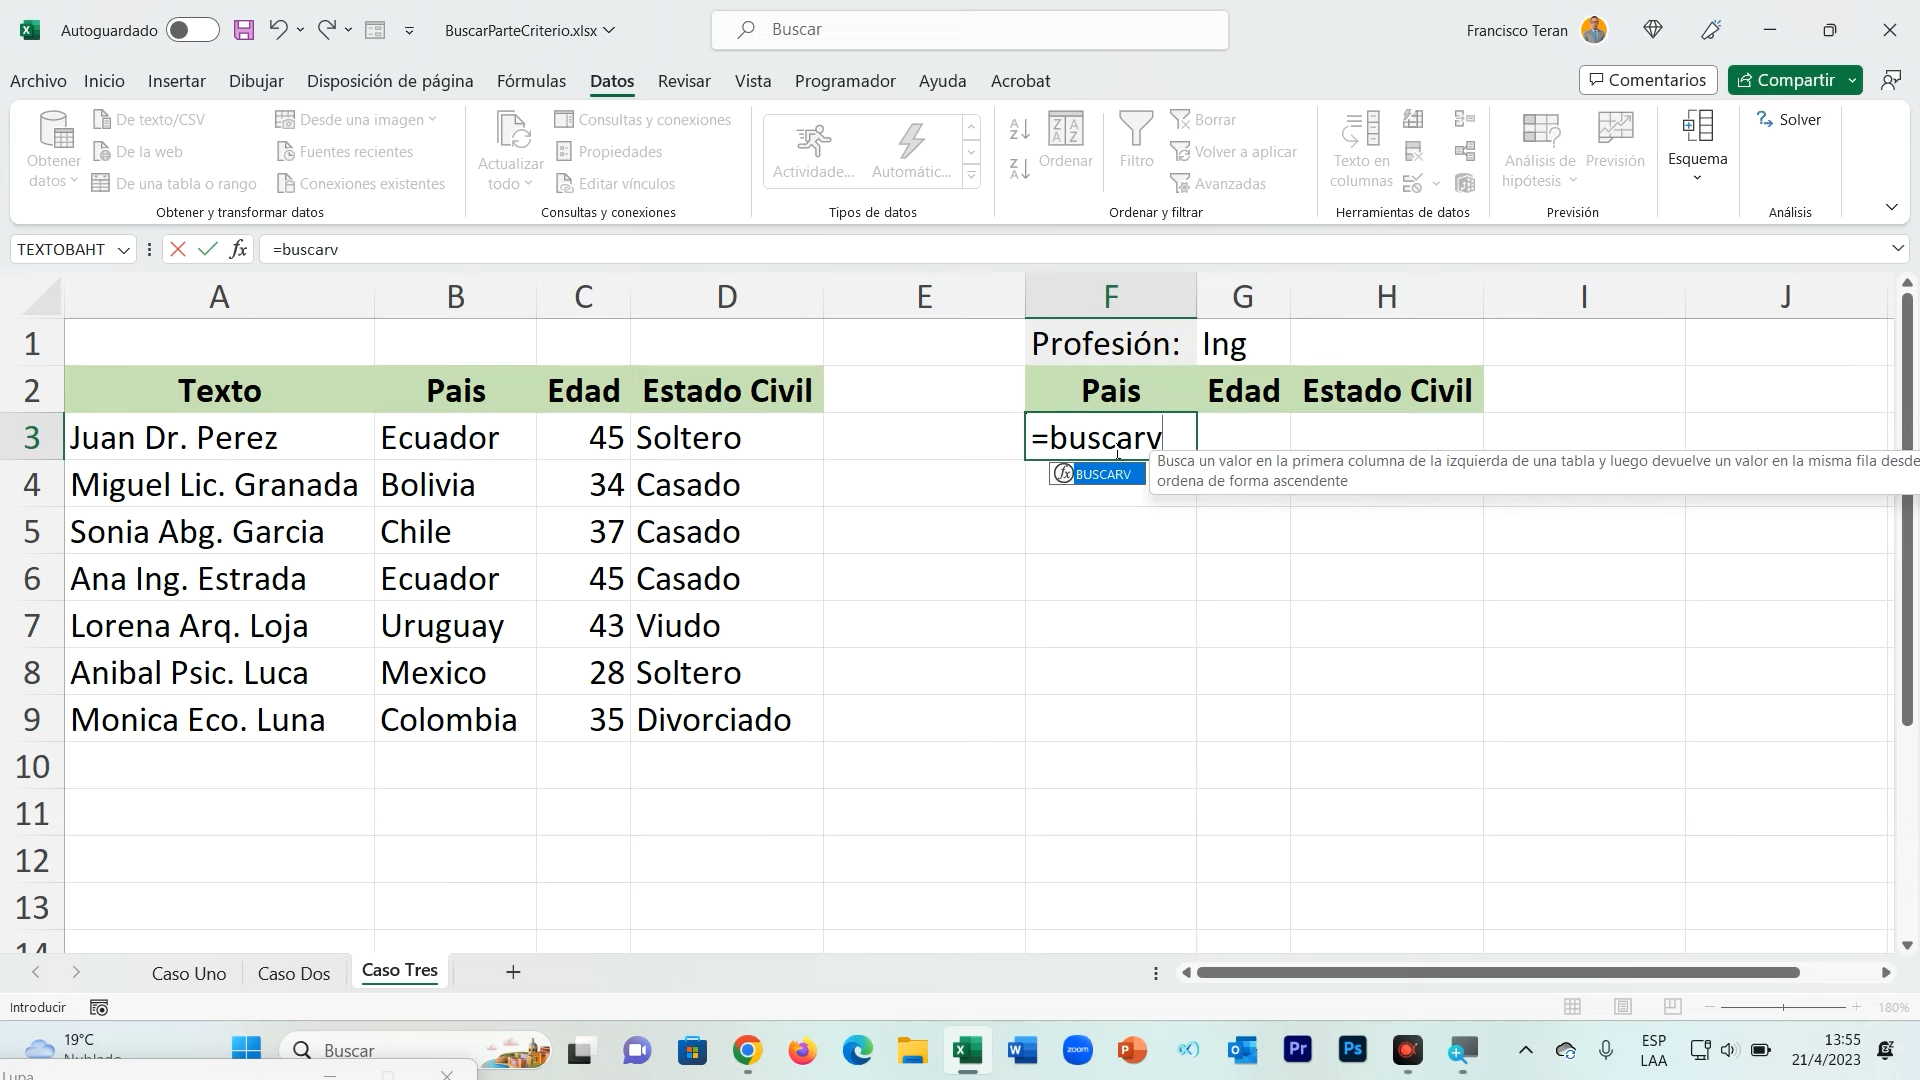 Autoguardado
BuscarParteCriterio.xlsx
Buscar
Francisco Teran
Archivo Inicio Insertar Dibujar Disposición de página Fórmulas Datos Revisar Vista Programador Ayuda Acrobat
Comentarios
Compartir
Obtener datos
De texto/CSV
De la web
De una tabla o rango
Desde una imagen
Fuentes recientes
Conexiones existentes
Obtener y transformar datos
Actualizar todo
Consultas y conexiones
Propiedades
Editar vínculos
Consultas y conexiones
Actividade...
Automátic...
Tipos de datos
Ordenar
Filtro
Borrar
Volver a aplicar
Avanzadas
Ordenar y filtrar
Texto en columnas
Herramientas de datos
Análisis de hipótesis
Previsión
Previsión
Esquema
Solver
Análisis
TEXTOBAHT
fx
=buscarv
A B C D E F G H I J
1 Profesión: Ing
2 Texto Pais Edad Estado Civil Pais Edad Estado Civil
3 Juan Dr. Perez Ecuador 45 Soltero =buscarv
BUSCARV
Busca un valor en la primera columna de la izquierda de una tabla y luego devuelve un valor en la misma fila desde
ordena de forma ascendente
4 Miguel Lic. Granada Bolivia 34 Casado
5 Sonia Abg. Garcia Chile 37 Casado
6 Ana Ing. Estrada Ecuador 45 Casado
7 Lorena Arq. Loja Uruguay 43 Viudo
8 Anibal Psic. Luca Mexico 28 Soltero
9 Monica Eco. Luna Colombia 35 Divorciado
10
11
12
13
14
Caso Uno Caso Dos Caso Tres
Introducir
180%
19°C
Nublado
Buscar
zoom
Pr
Ps
ESP
LAA
13:55
21/4/2023
Lupa